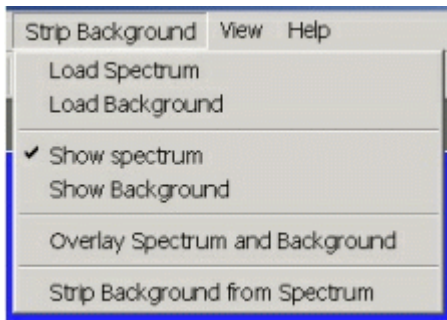 Strip Background View Help
Load Spectrum
Load Background
Show spectrum
Show Background
Overlay Spectrum and Background
Strip Background from Spectrum